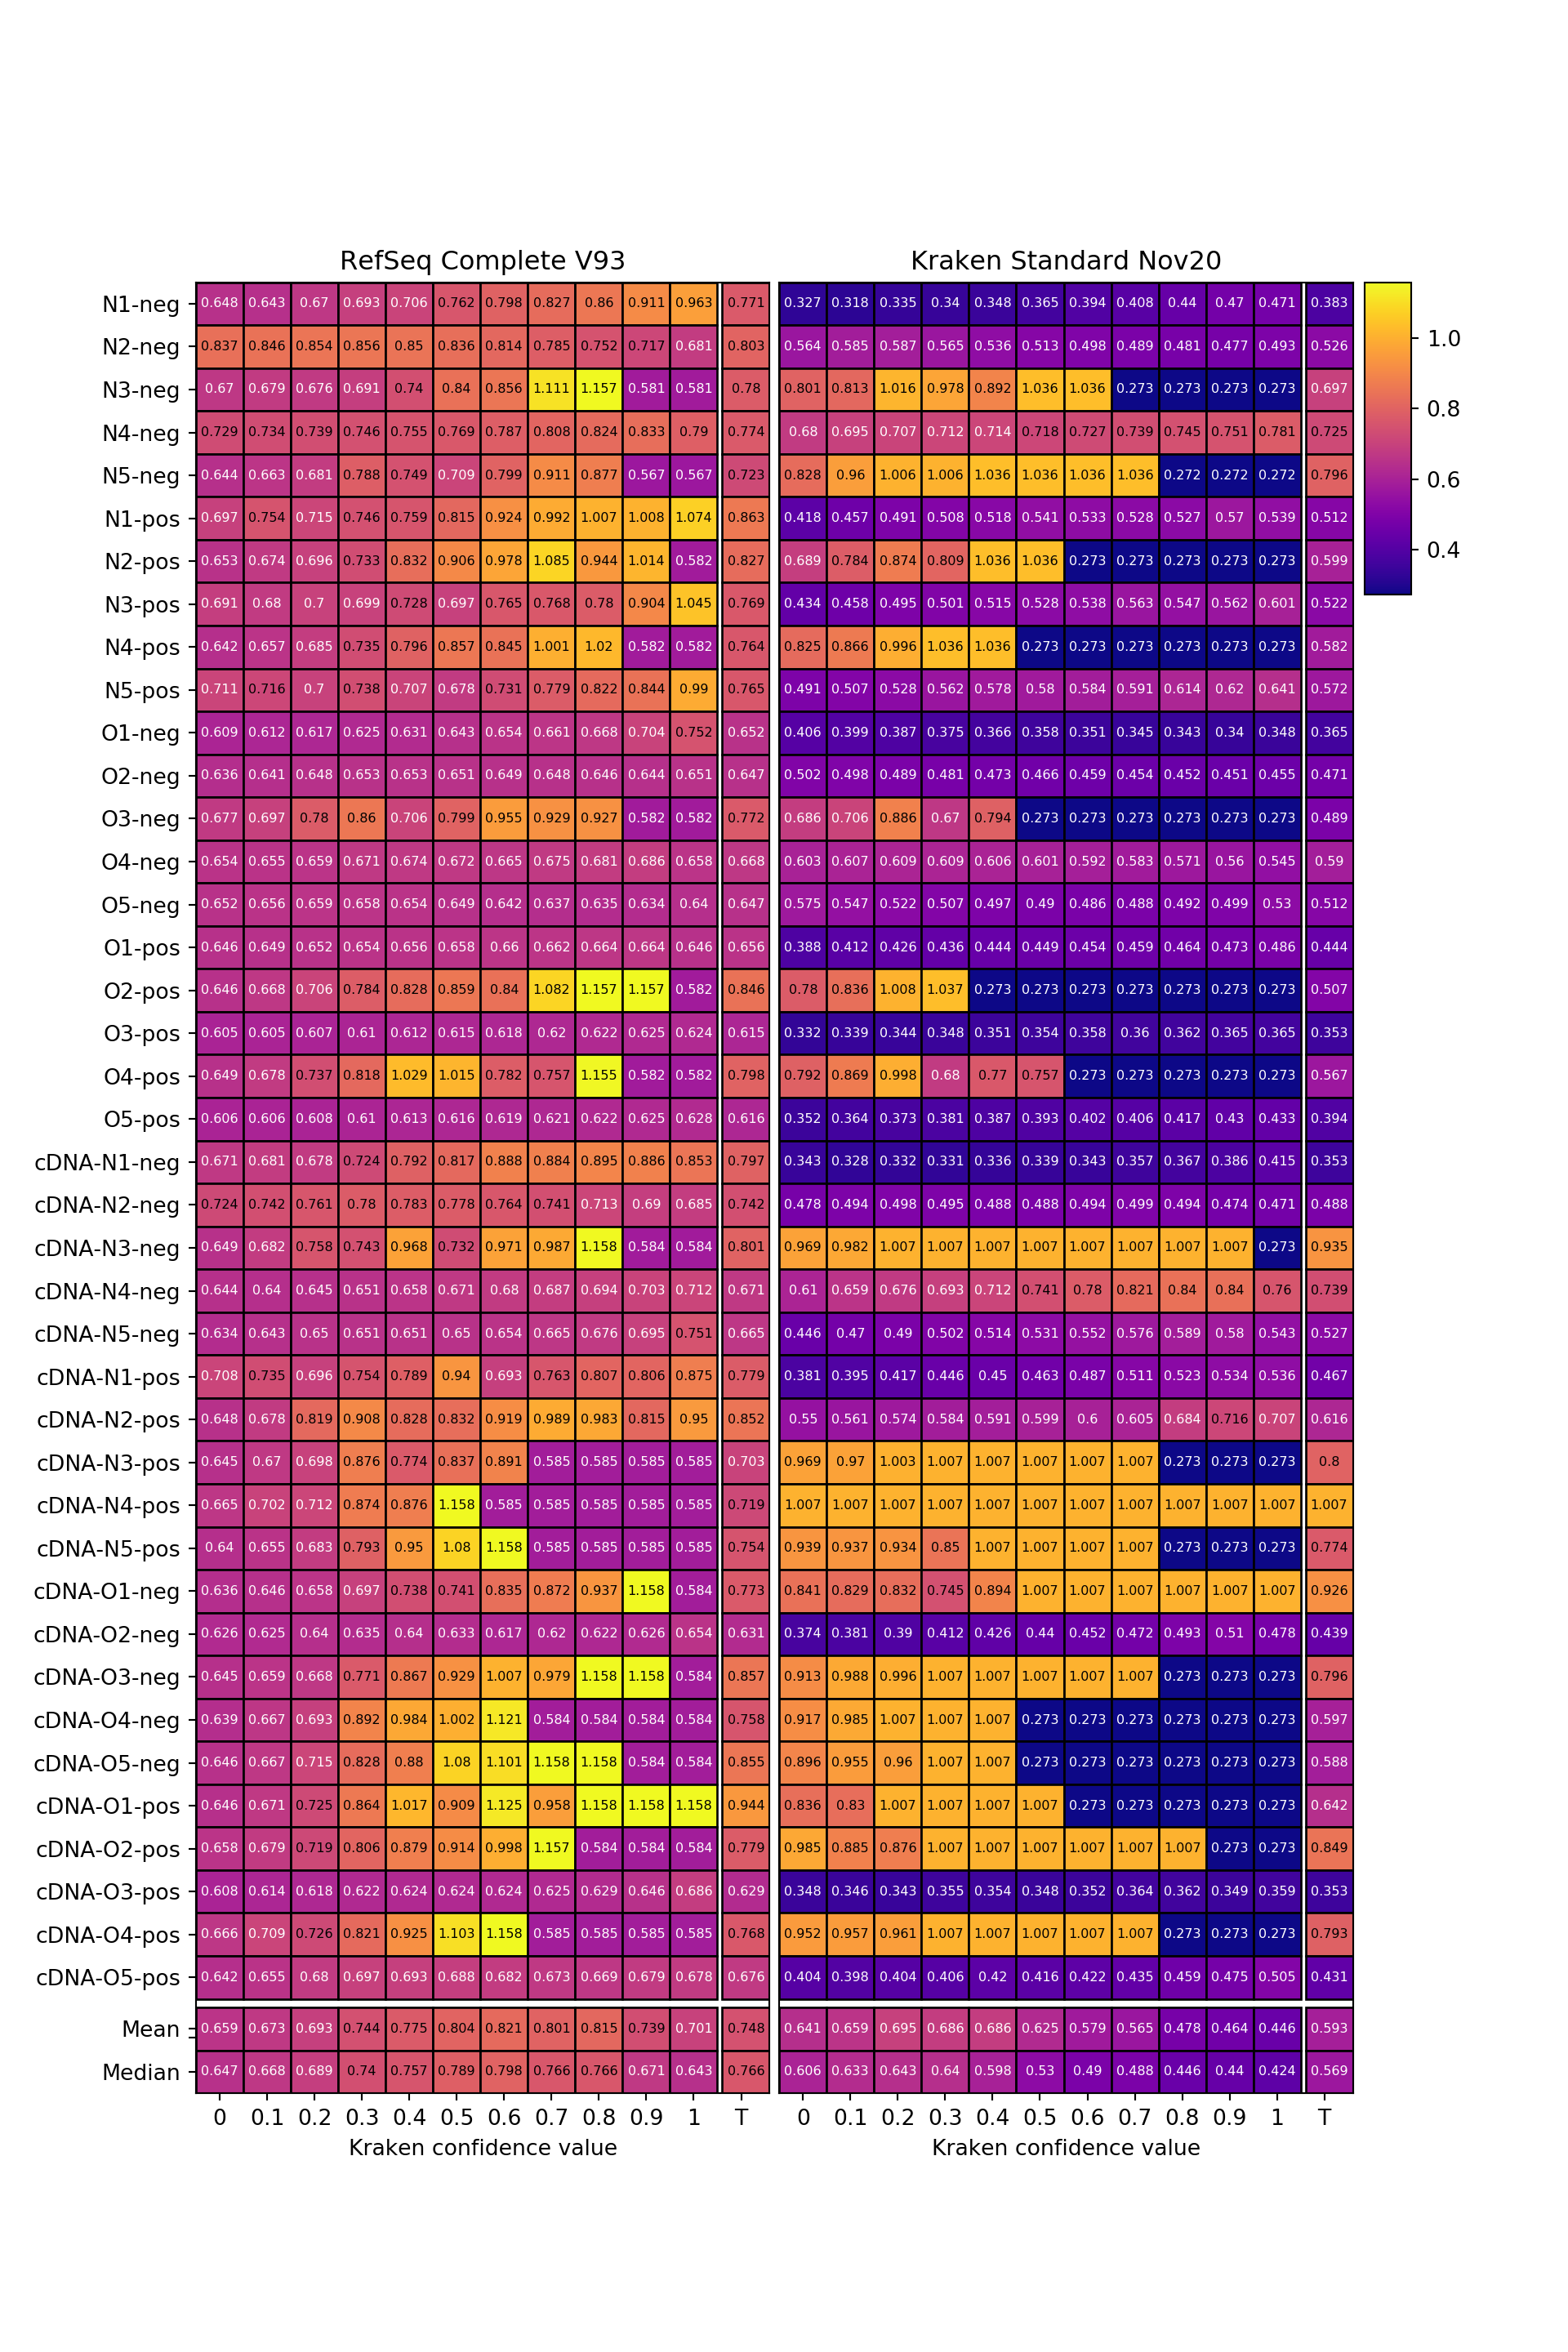 RefSeq Complete V93 Kraken Standard Nov20
N1-neg 0.648 0.643 0.67 0.693 0.706 0.762 0.798 0.827 0.86 0.911 0.963 0.771 0.327 0.318 0.335 0.34 0.348 0.365 0.394 0.408 0.44 0.47 0.471 0.383
N2-neg 0.837 0.846 0.854 0.856 0.85 0.836 0.814 0.785 0.752 0.717 0.681 0.803 0.564 0.585 0.587 0.565 0.536 0.513 0.498 0.489 0.481 0.477 0.493 0.526
1.0
N3-neg 0.67 0.679 0.676 0.691 0.74 0.84 0.856 1.111 1.157 0.581 0.581 0.78 0.801 0.813 1.016 0.978 0.892 1.036 1.036 0.273 0.273 0.273 0.273 0.697
0.8
N4-neg 0.729 0.734 0.739 0.746 0.755 0.769 0.787 0.808 0.824 0.833 0.79 0.774 0.68 0.695 0.707 0.712 0.714 0.718 0.727 0.739 0.745 0.751 0.781 0.725
N5-neg 0.644 0.663 0.681 0.788 0.749 0.709 0.799 0.911 0.877 0.567 0.567 0.723 0.828 0.96 1.006 1.006 1.036 1.036 1.036 1.036 0.272 0.272 0.272 0.796
0.6
N1-pos 0.697 0.754 0.715 0.746 0.759 0.815 0.924 0.992 1.007 1.008 1.074 0.863 0.418 0.457 0.491 0.508 0.518 0.541 0.533 0.528 0.527 0.57 0.539 0.512
0.4
N2-pos 0.653 0.674 0.696 0.733 0.832 0.906 0.978 1.085 0.944 1.014 0.582 0.827 0.689 0.784 0.874 0.809 1.036 1.036 0.273 0.273 0.273 0.273 0.273 0.599
N3-pos 0.691 0.68 0.7 0.699 0.728 0.697 0.765 0.768 0.78 0.904 1.045 0.769 0.434 0.458 0.495 0.501 0.515 0.528 0.538 0.563 0.547 0.562 0.601 0.522
N4-pos 0.642 0.657 0.685 0.735 0.796 0.857 0.845 1.001 1.02 0.582 0.582 0.764 0.825 0.866 0.996 1.036 1.036 0.273 0.273 0.273 0.273 0.273 0.273 0.582
N5-pos 0.711 0.716 0.7 0.738 0.707 0.678 0.731 0.779 0.822 0.844 0.99 0.765 0.491 0.507 0.528 0.562 0.578 0.58 0.584 0.591 0.614 0.62 0.641 0.572
O1-neg 0.609 0.612 0.617 0.625 0.631 0.643 0.654 0.661 0.668 0.704 0.752 0.652 0.406 0.399 0.387 0.375 0.366 0.358 0.351 0.345 0.343 0.34 0.348 0.365
O2-neg 0.636 0.641 0.648 0.653 0.653 0.651 0.649 0.648 0.646 0.644 0.651 0.647 0.502 0.498 0.489 0.481 0.473 0.466 0.459 0.454 0.452 0.451 0.455 0.471
O3-neg 0.677 0.697 0.78 0.86 0.706 0.799 0.955 0.929 0.927 0.582 0.582 0.772 0.686 0.706 0.886 0.67 0.794 0.273 0.273 0.273 0.273 0.273 0.273 0.489
O4-neg 0.654 0.655 0.659 0.671 0.674 0.672 0.665 0.675 0.681 0.686 0.658 0.668 0.603 0.607 0.609 0.609 0.606 0.601 0.592 0.583 0.571 0.56 0.545 0.59
O5-neg 0.652 0.656 0.659 0.658 0.654 0.649 0.642 0.637 0.635 0.634 0.64 0.647 0.575 0.547 0.522 0.507 0.497 0.49 0.486 0.488 0.492 0.499 0.53 0.512
O1-pos 0.646 0.649 0.652 0.654 0.656 0.658 0.66 0.662 0.664 0.664 0.646 0.656 0.388 0.412 0.426 0.436 0.444 0.449 0.454 0.459 0.464 0.473 0.486 0.444
O2-pos 0.646 0.668 0.706 0.784 0.828 0.859 0.84 1.082 1.157 1.157 0.582 0.846 0.78 0.836 1.008 1.037 0.273 0.273 0.273 0.273 0.273 0.273 0.273 0.507
O3-pos 0.605 0.605 0.607 0.61 0.612 0.615 0.618 0.62 0.622 0.625 0.624 0.615 0.332 0.339 0.344 0.348 0.351 0.354 0.358 0.36 0.362 0.365 0.365 0.353
O4-pos 0.649 0.678 0.737 0.818 1.029 1.015 0.782 0.757 1.155 0.582 0.582 0.798 0.792 0.869 0.998 0.68 0.77 0.757 0.273 0.273 0.273 0.273 0.273 0.567
O5-pos 0.606 0.606 0.608 0.61 0.613 0.616 0.619 0.621 0.622 0.625 0.628 0.616 0.352 0.364 0.373 0.381 0.387 0.393 0.402 0.406 0.417 0.43 0.433 0.394
cDNA-N1-neg 0.671 0.681 0.678 0.724 0.792 0.817 0.888 0.884 0.895 0.886 0.853 0.797 0.343 0.328 0.332 0.331 0.336 0.339 0.343 0.357 0.367 0.386 0.415 0.353
cDNA-N2-neg 0.724 0.742 0.761 0.78 0.783 0.778 0.764 0.741 0.713 0.69 0.685 0.742 0.478 0.494 0.498 0.495 0.488 0.488 0.494 0.499 0.494 0.474 0.471 0.488
cDNA-N3-neg 0.649 0.682 0.758 0.743 0.968 0.732 0.971 0.987 1.158 0.584 0.584 0.801 0.969 0.982 1.007 1.007 1.007 1.007 1.007 1.007 1.007 1.007 0.273 0.935
cDNA-N4-neg 0.644 0.64 0.645 0.651 0.658 0.671 0.68 0.687 0.694 0.703 0.712 0.671 0.61 0.659 0.676 0.693 0.712 0.741 0.78 0.821 0.84 0.84 0.76 0.739
cDNA-N5-neg 0.634 0.643 0.65 0.651 0.651 0.65 0.654 0.665 0.676 0.695 0.751 0.665 0.446 0.47 0.49 0.502 0.514 0.531 0.552 0.576 0.589 0.58 0.543 0.527
cDNA-N1-pos 0.708 0.735 0.696 0.754 0.789 0.94 0.693 0.763 0.807 0.806 0.875 0.779 0.381 0.395 0.417 0.446 0.45 0.463 0.487 0.511 0.523 0.534 0.536 0.467
cDNA-N2-pos 0.648 0.678 0.819 0.908 0.828 0.832 0.919 0.989 0.983 0.815 0.95 0.852 0.55 0.561 0.574 0.584 0.591 0.599 0.6 0.605 0.684 0.716 0.707 0.616
cDNA-N3-pos 0.645 0.67 0.698 0.876 0.774 0.837 0.891 0.585 0.585 0.585 0.585 0.703 0.969 0.97 1.003 1.007 1.007 1.007 1.007 1.007 0.273 0.273 0.273 0.8
cDNA-N4-pos 0.665 0.702 0.712 0.874 0.876 1.158 0.585 0.585 0.585 0.585 0.585 0.719 1.007 1.007 1.007 1.007 1.007 1.007 1.007 1.007 1.007 1.007 1.007 1.007
cDNA-N5-pos 0.64 0.655 0.683 0.793 0.95 1.08 1.158 0.585 0.585 0.585 0.585 0.754 0.939 0.937 0.934 0.85 1.007 1.007 1.007 1.007 0.273 0.273 0.273 0.774
cDNA-O1-neg 0.636 0.646 0.658 0.697 0.738 0.741 0.835 0.872 0.937 1.158 0.584 0.773 0.841 0.829 0.832 0.745 0.894 1.007 1.007 1.007 1.007 1.007 1.007 0.926
cDNA-O2-neg 0.626 0.625 0.64 0.635 0.64 0.633 0.617 0.62 0.622 0.626 0.654 0.631 0.374 0.381 0.39 0.412 0.426 0.44 0.452 0.472 0.493 0.51 0.478 0.439
cDNA-O3-neg 0.645 0.659 0.668 0.771 0.867 0.929 1.007 0.979 1.158 1.158 0.584 0.857 0.913 0.988 0.996 1.007 1.007 1.007 1.007 1.007 0.273 0.273 0.273 0.796
cDNA-O4-neg 0.639 0.667 0.693 0.892 0.984 1.002 1.121 0.584 0.584 0.584 0.584 0.758 0.917 0.985 1.007 1.007 1.007 0.273 0.273 0.273 0.273 0.273 0.273 0.597
cDNA-O5-neg 0.646 0.667 0.715 0.828 0.88 1.08 1.101 1.158 1.158 0.584 0.584 0.855 0.896 0.955 0.96 1.007 1.007 0.273 0.273 0.273 0.273 0.273 0.273 0.588
cDNA-O1-pos 0.646 0.671 0.725 0.864 1.017 0.909 1.125 0.958 1.158 1.158 1.158 0.944 0.836 0.83 1.007 1.007 1.007 1.007 0.273 0.273 0.273 0.273 0.273 0.642
cDNA-O2-pos 0.658 0.679 0.719 0.806 0.879 0.914 0.998 1.157 0.584 0.584 0.584 0.779 0.985 0.885 0.876 1.007 1.007 1.007 1.007 1.007 1.007 0.273 0.273 0.849
cDNA-O3-pos 0.608 0.614 0.618 0.622 0.624 0.624 0.624 0.625 0.629 0.646 0.686 0.629 0.348 0.346 0.343 0.355 0.354 0.348 0.352 0.364 0.362 0.349 0.359 0.353
cDNA-O4-pos 0.666 0.709 0.726 0.821 0.925 1.103 1.158 0.585 0.585 0.585 0.585 0.768 0.952 0.957 0.961 1.007 1.007 1.007 1.007 1.007 0.273 0.273 0.273 0.793
cDNA-O5-pos 0.642 0.655 0.68 0.697 0.693 0.688 0.682 0.673 0.669 0.679 0.678 0.676 0.404 0.398 0.404 0.406 0.42 0.416 0.422 0.435 0.459 0.475 0.505 0.431
Mean 0.659 0.673 0.693 0.744 0.775 0.804 0.821 0.801 0.815 0.739 0.701 0.748 0.641 0.659 0.695 0.686 0.686 0.625 0.579 0.565 0.478 0.464 0.446 0.593
Median 0.647 0.668 0.689 0.74 0.757 0.789 0.798 0.766 0.766 0.671 0.643 0.766 0.606 0.633 0.643 0.64 0.598 0.53 0.49 0.488 0.446 0.44 0.424 0.569
0 0.1 0.2 0.3 0.4 0.5 0.6 0.7 0.8 0.9 1 T 0 0.1 0.2 0.3 0.4 0.5 0.6 0.7 0.8 0.9 1 T
Kraken confidence value Kraken confidence value